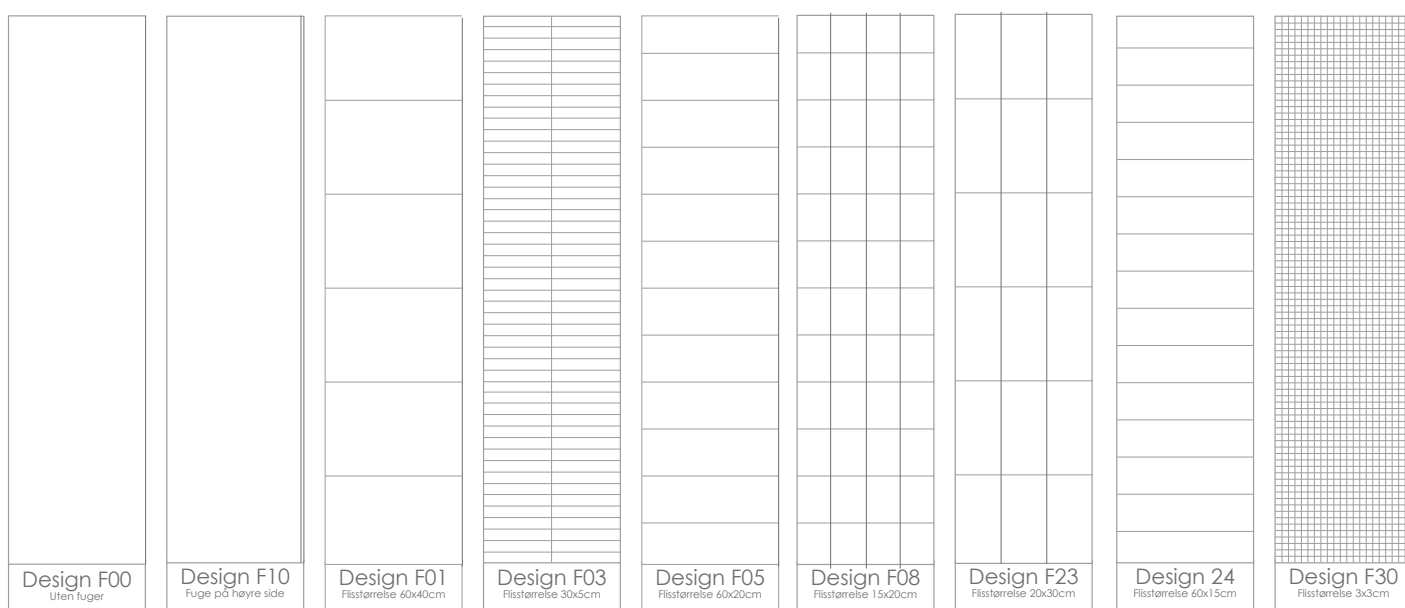 Design F00
Uten fuger
Design F10
Fuge på høyre side
Design F01
Flisstørrelse 60x40cm
Design F03
Flisstørrelse 30x5cm
Design F05
Flisstørrelse 60x20cm
Design F08
Flisstørrelse 15x20cm
Design F23
Flisstørrelse 20x30cm
Design 24
Flisstørrelse 60x15cm
Design F30
Flisstørrelse 3x3cm